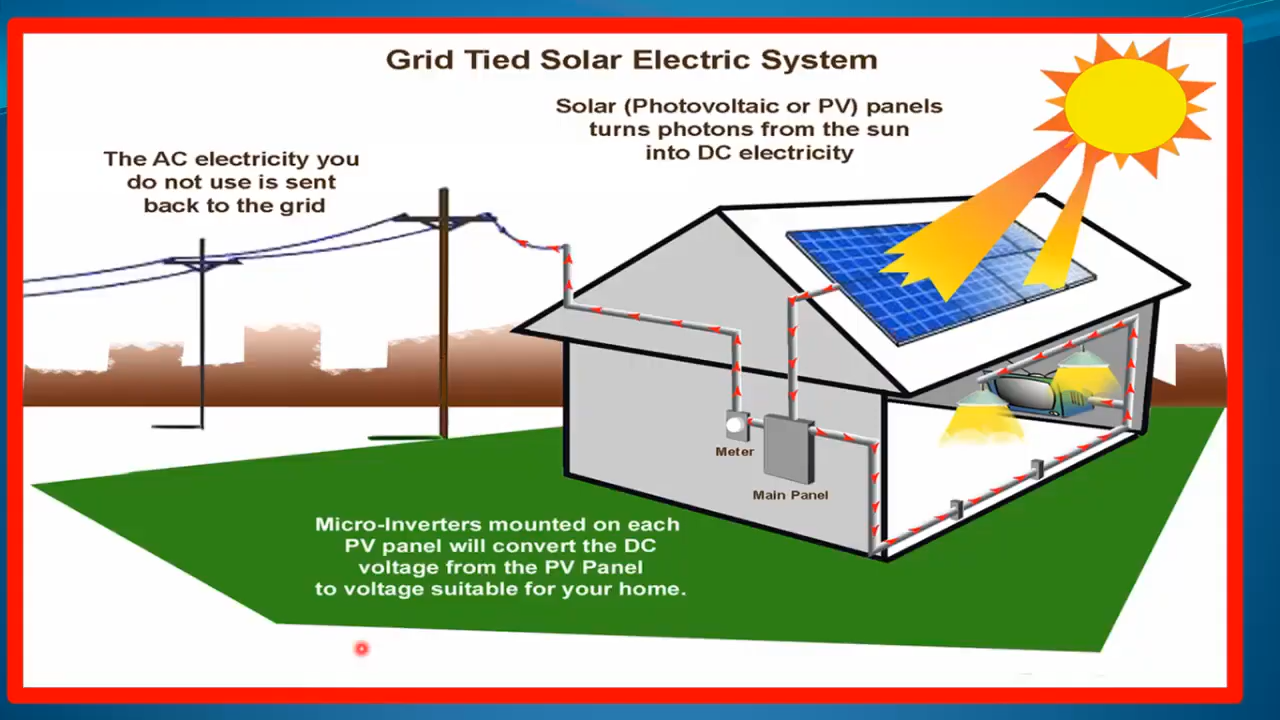 Grid Tied Solar Electric System
Solar (Photovoltaic or PV) panels
turns photons from the sun
into DC electricity
The AC electricity you
do not use is sent
back to the grid
Meter
Main Panel
Micro-Inverters mounted on each
PV panel will convert the DC
voltage from the PV Panel
to voltage suitable for your home.